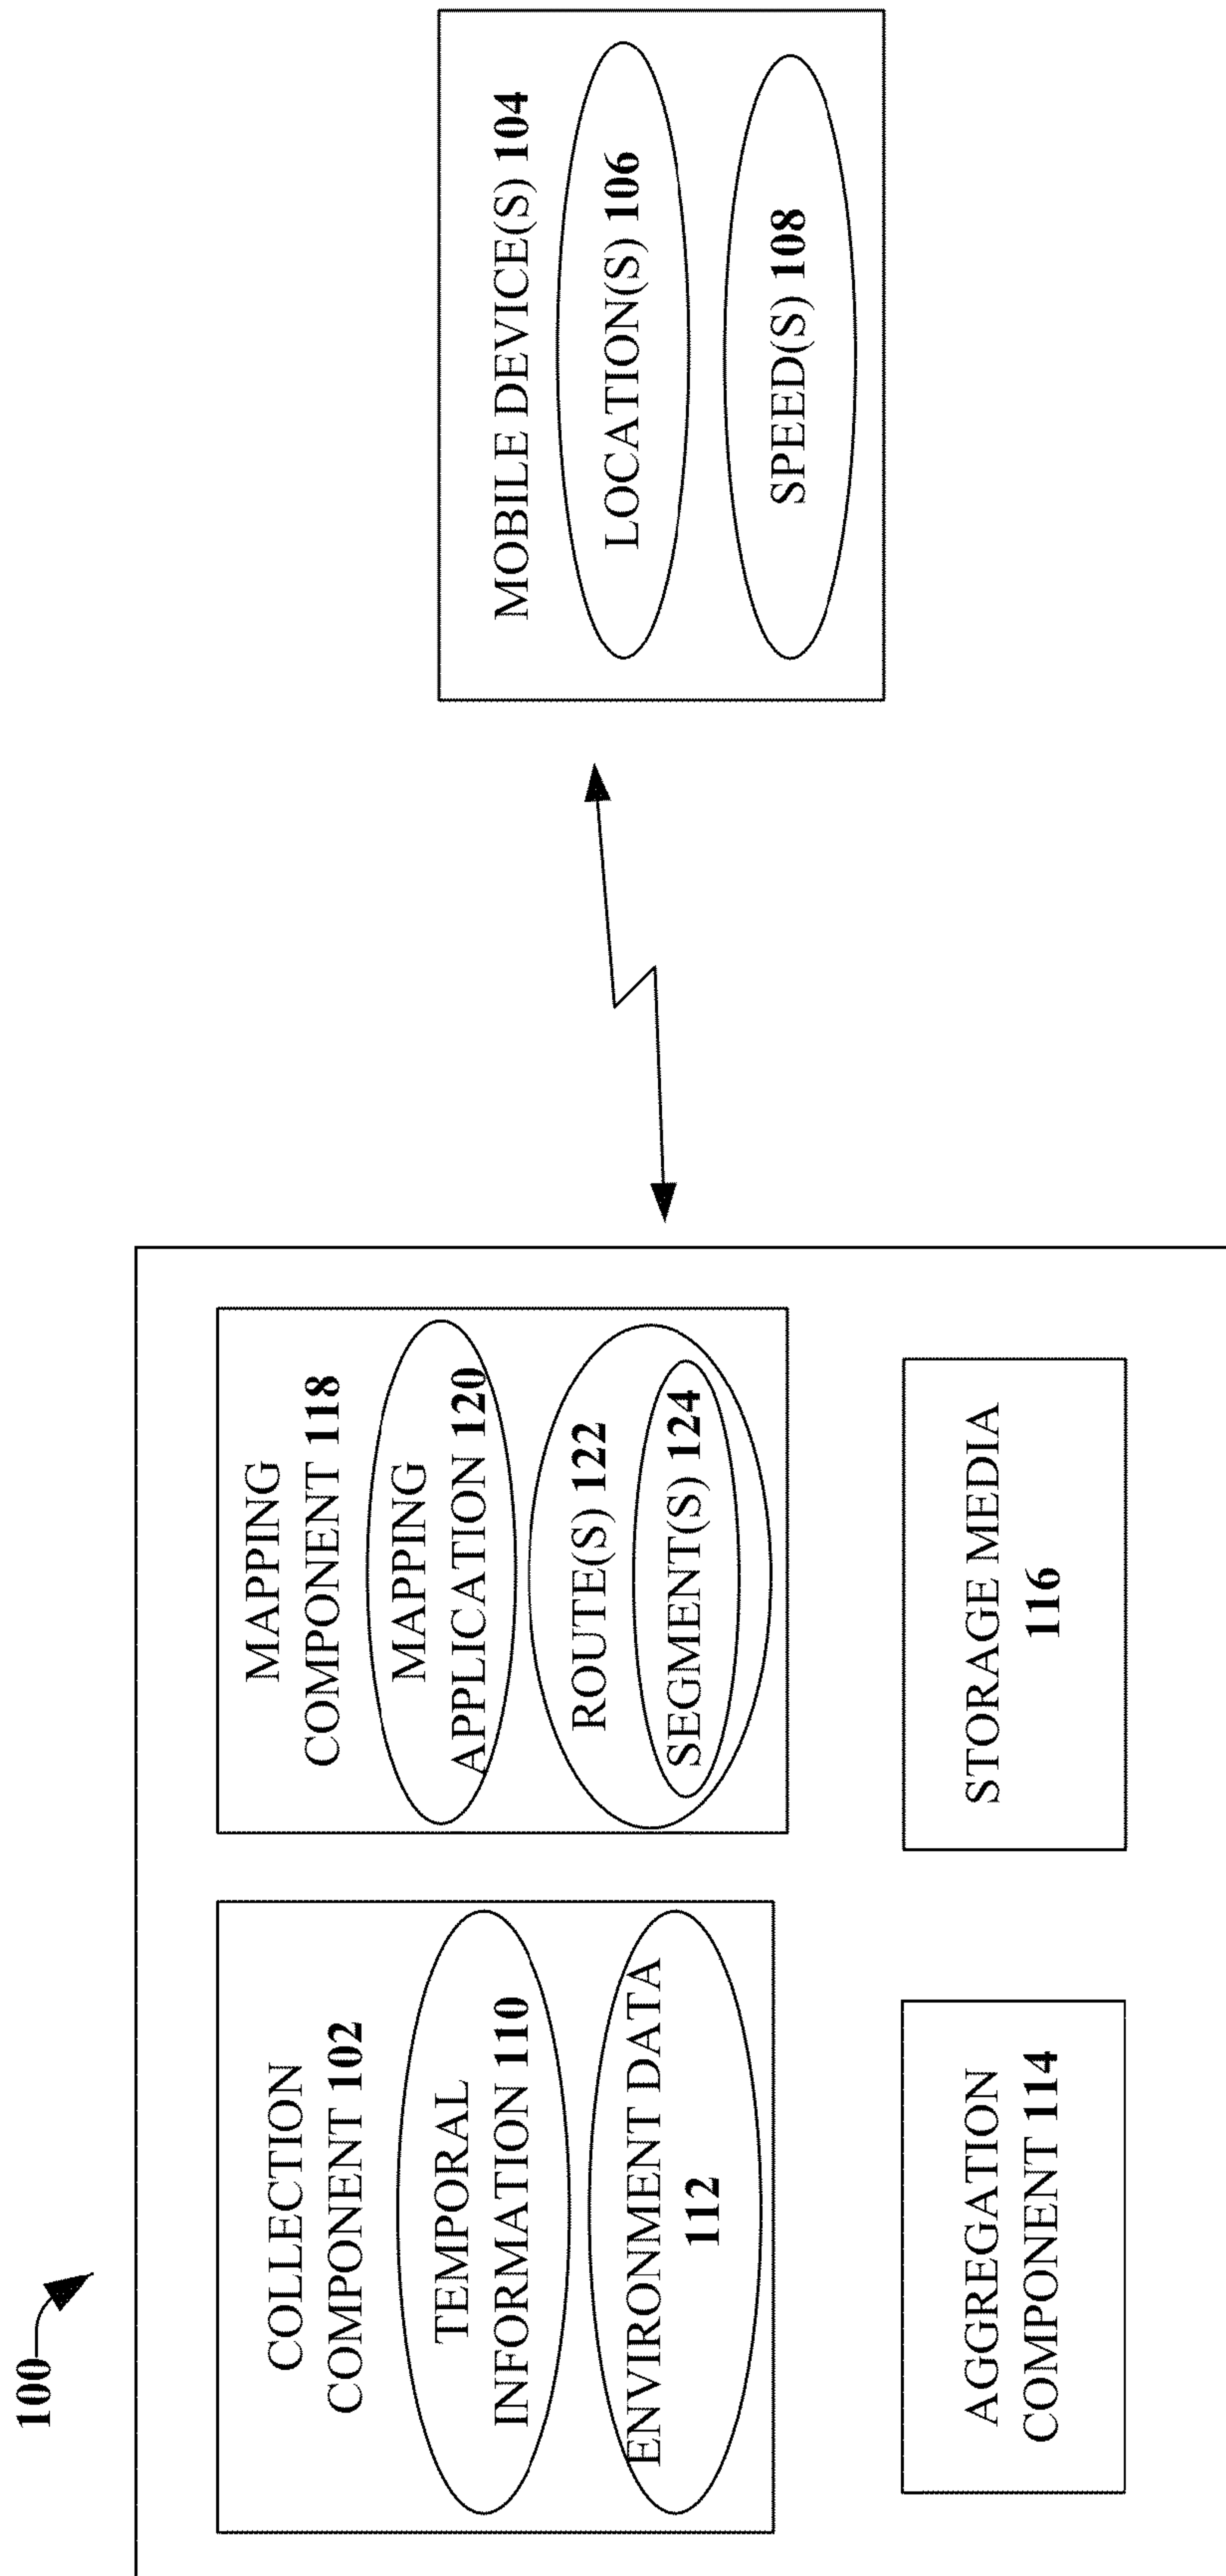 100
COLLECTION
COMPONENT 102
TEMPORAL
INFORMATION 110
ENVIRONMENT DATA
112
MAPPING
COMPONENT 118
MAPPING
APPLICATION 120
ROUTE(S) 122
SEGMENT(S) 124
AGGREGATION
COMPONENT 114
STORAGE MEDIA
116
MOBILE DEVICE(S) 104
LOCATION(S) 106
SPEED(S) 108